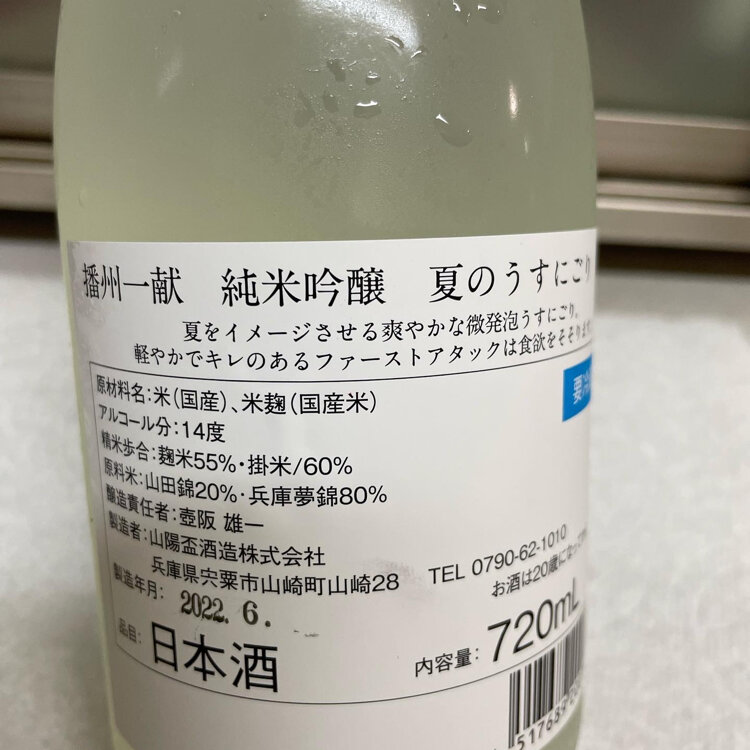 播州一献 純米吟醸 夏のうすにごり
夏をイメージさせる爽やかな微発泡うすにごり。
軽やかでキレのあるファーストアタックは食欲をそそります
要冷
原材料名：米（国産）、米麹（国産米）
アルコール分：14度
精米歩合：麹米55%・掛米/60%
原料米：山田錦20%・兵庫夢錦80%
醸造責任者：壺阪 雄一
製造者：山陽盃酒造株式会社
兵庫県宍粟市山崎町山崎28
TEL 0790-62-1010
お酒は20歳になって
製造年月：2022.6.
品目：日本酒
内容量：720mL
517688